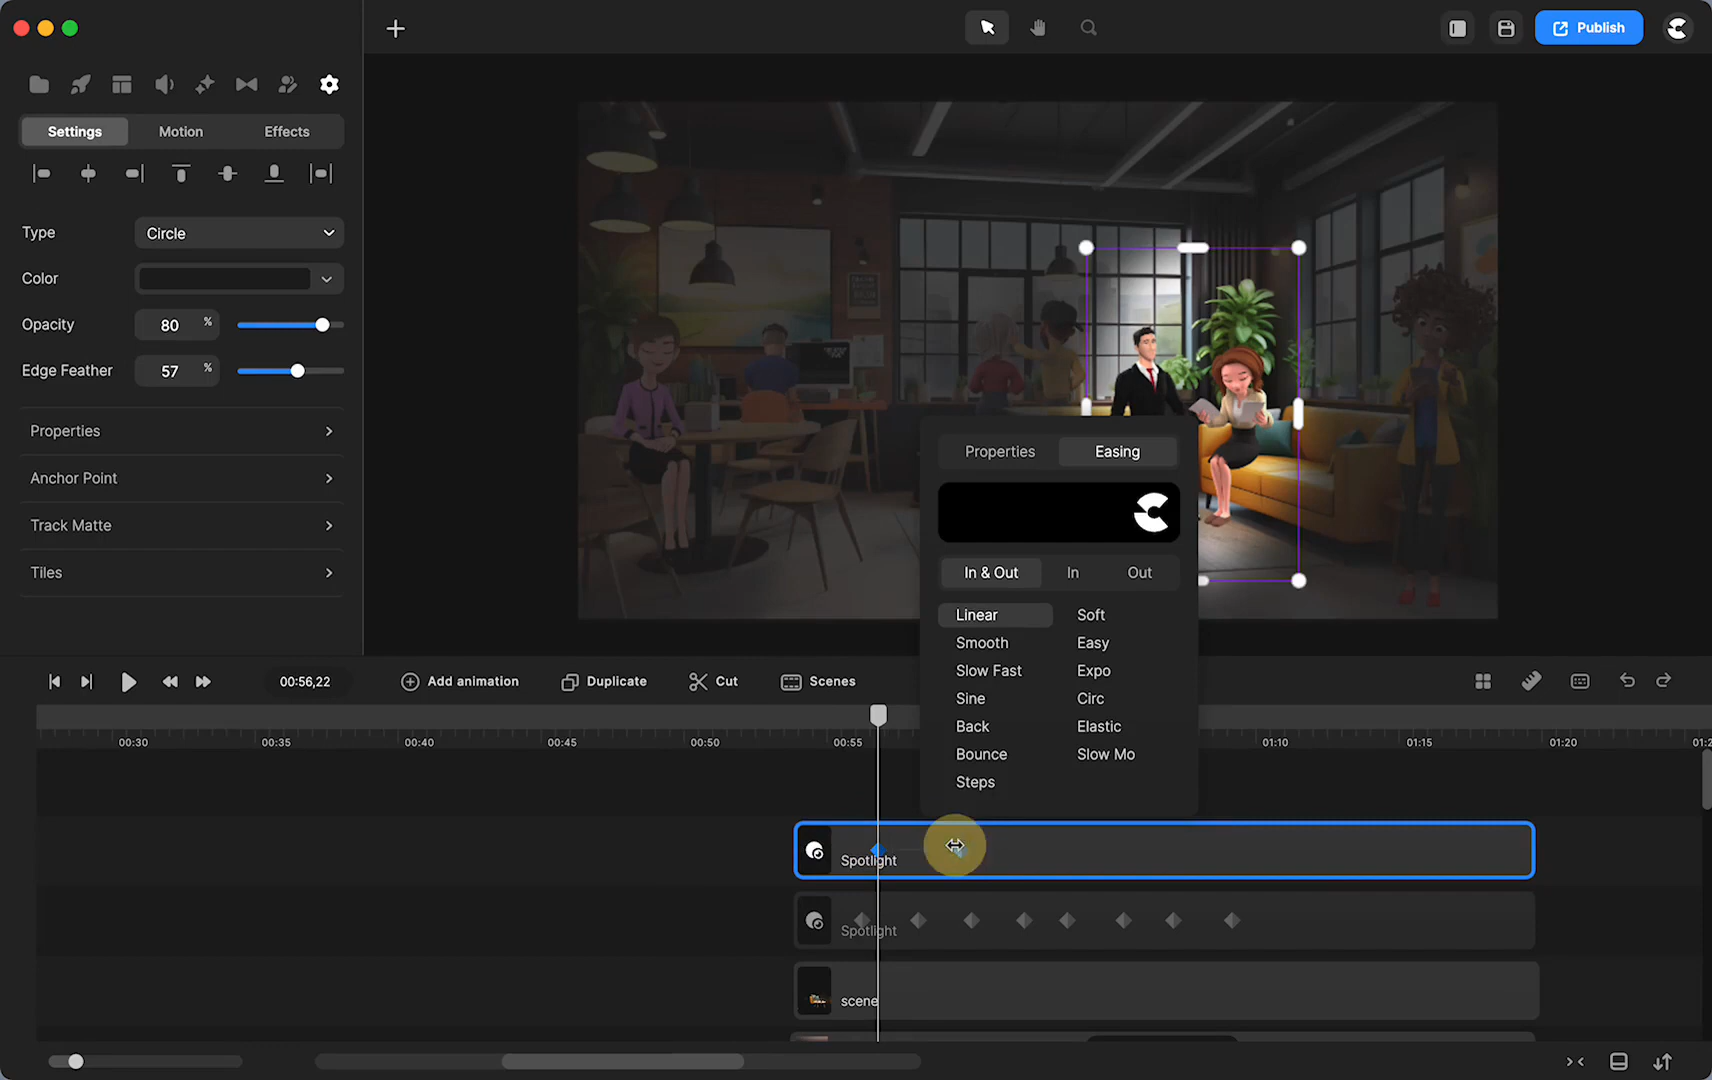 Publish
Settings
Motion
Effects
Type
Circle
Color
Opacity
80 %
Edge Feather
57 %
Properties
Anchor Point
Track Matte
Tiles
Properties
Easing
In & Out
In
Out
Linear
Soft
Smooth
Easy
Slow Fast
Expo
Sine
Circ
Back
Elastic
Bounce
Slow Mo
Steps
00:56,22
Add animation
Duplicate
Cut
Scenes
00:30
00:35
00:40
00:45
00:50
00:55
01:10
01:15
01:20
Spotlight
Spotlight
scene